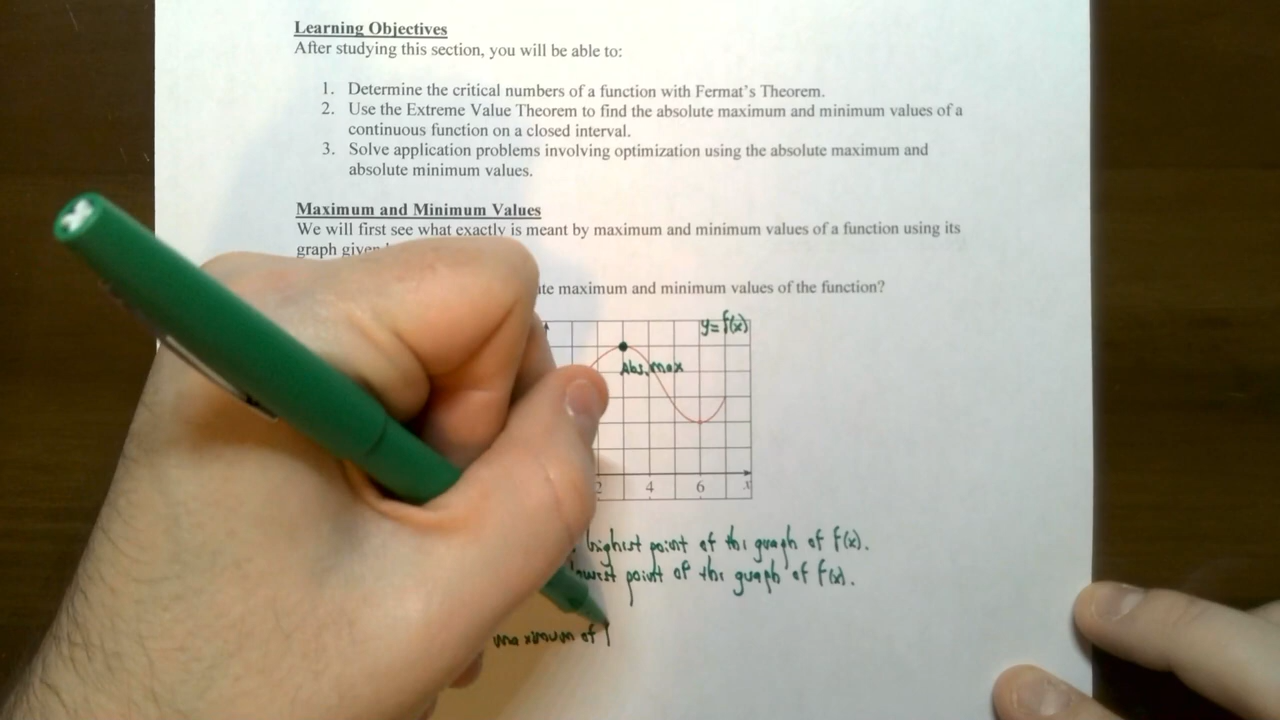 Learning Objectives
After studying this section, you will be able to:
1. Determine the critical numbers of a function with Fermat's Theorem.
2. Use the Extreme Value Theorem to find the absolute maximum and minimum values of a
continuous function on a closed interval.
3. Solve application problems involving optimization using the absolute maximum and
absolute minimum values.
Maximum and Minimum Values
We will first see what exactly is meant by maximum and minimum values of a function using its
graph given
maximum and minimum values of the function?
y=f(x)
Abs. max
2 4 6 x
highest point of the graph of f(x).
lowest point of the graph of f(x).
maximum of